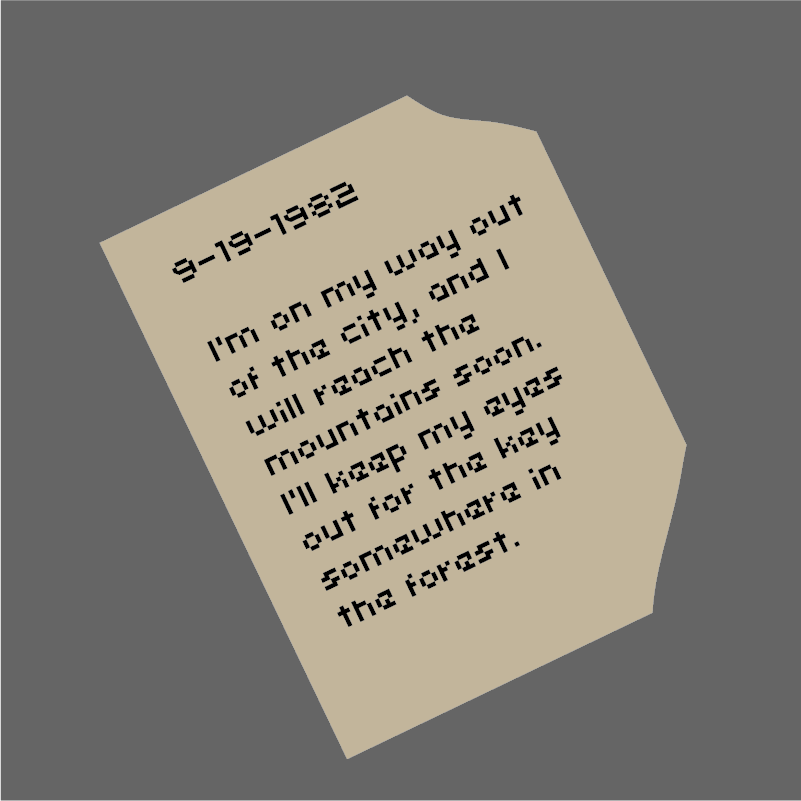 9-19-1982
I'm on my way out
of the city, and I
will reach the
mountains soon.
I'll keep my eyes
out for the key
somewhere in
the forest.